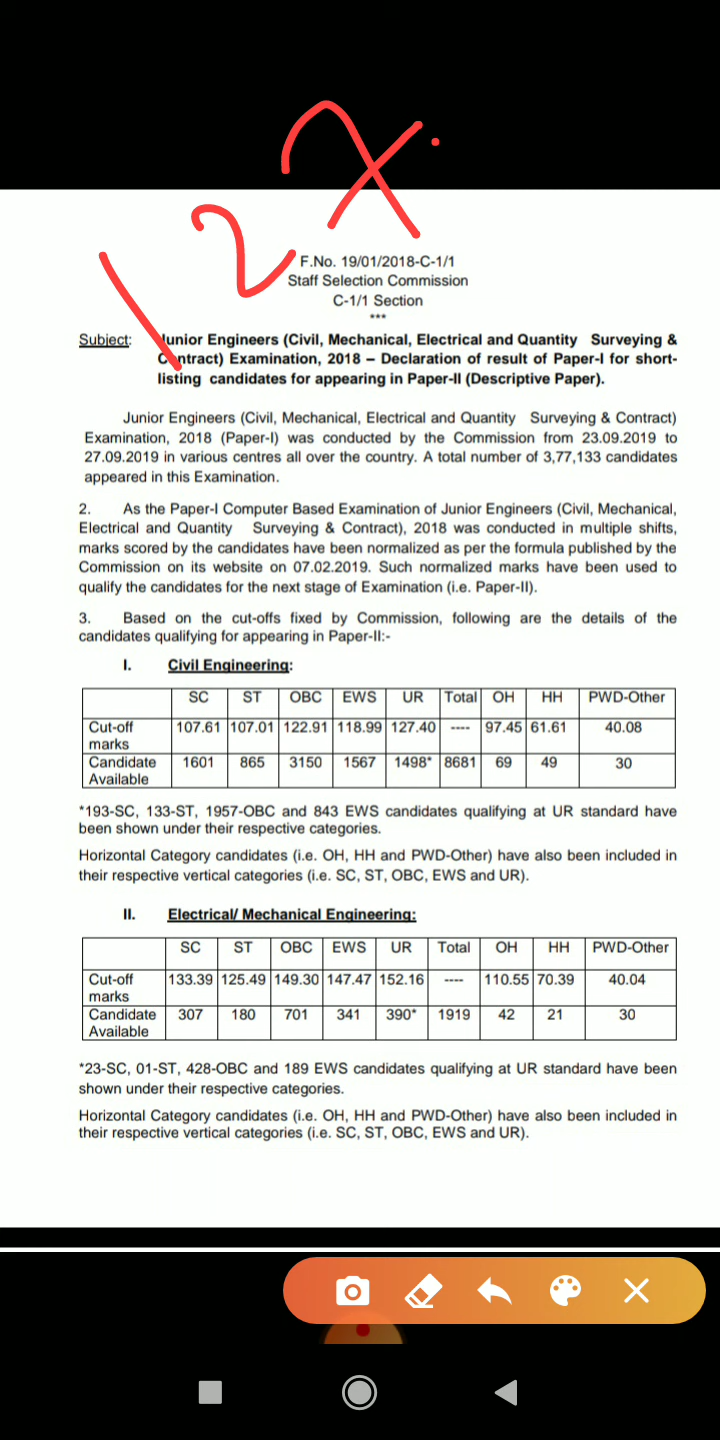 12x.
F.No. 19/01/2018-C-1/1
Staff Selection Commission
C-1/1 Section
***
Subject: Junior Engineers (Civil, Mechanical, Electrical and Quantity Surveying &
Contract) Examination, 2018 – Declaration of result of Paper-I for short-
listing candidates for appearing in Paper-II (Descriptive Paper).
Junior Engineers (Civil, Mechanical, Electrical and Quantity Surveying & Contract)
Examination, 2018 (Paper-I) was conducted by the Commission from 23.09.2019 to
27.09.2019 in various centres all over the country. A total number of 3,77,133 candidates
appeared in this Examination.
2. As the Paper-I Computer Based Examination of Junior Engineers (Civil, Mechanical,
Electrical and Quantity Surveying & Contract), 2018 was conducted in multiple shifts,
marks scored by the candidates have been normalized as per the formula published by the
Commission on its website on 07.02.2019. Such normalized marks have been used to
qualify the candidates for the next stage of Examination (i.e. Paper-II).
3. Based on the cut-offs fixed by Commission, following are the details of the
candidates qualifying for appearing in Paper-II:-
I. Civil Engineering:
SC ST OBC EWS UR Total OH HH PWD-Other
Cut-off 107.61 107.01 122.91 118.99 127.40 ---- 97.45 61.61 40.08
marks
Candidate 1601 865 3150 1567 1498* 8681 69 49 30
Available
*193-SC, 133-ST, 1957-OBC and 843 EWS candidates qualifying at UR standard have
been shown under their respective categories.
Horizontal Category candidates (i.e. OH, HH and PWD-Other) have also been included in
their respective vertical categories (i.e. SC, ST, OBC, EWS and UR).
II. Electrical/ Mechanical Engineering:
SC ST OBC EWS UR Total OH HH PWD-Other
Cut-off 133.39 125.49 149.30 147.47 152.16 ---- 110.55 70.39 40.04
marks
Candidate 307 180 701 341 390* 1919 42 21 30
Available
*23-SC, 01-ST, 428-OBC and 189 EWS candidates qualifying at UR standard have been
shown under their respective categories.
Horizontal Category candidates (i.e. OH, HH and PWD-Other) have also been included in
their respective vertical categories (i.e. SC, ST, OBC, EWS and UR).